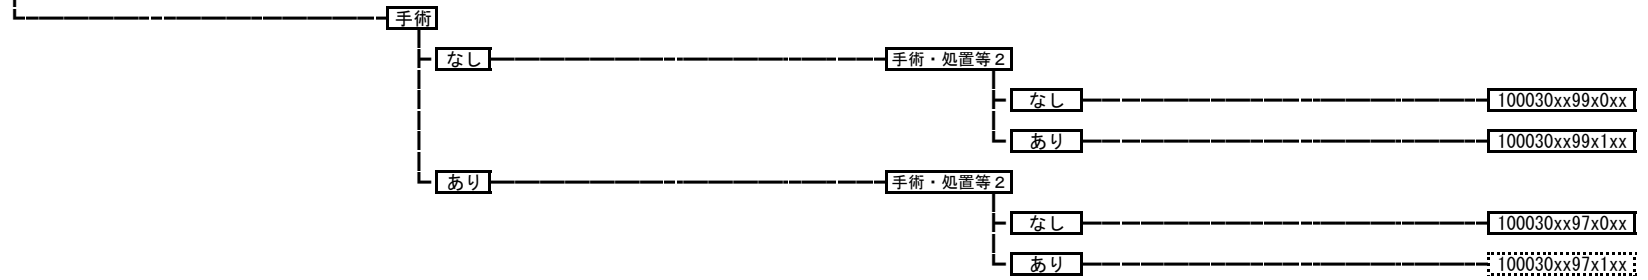 手術
なし 手術・処置等２
なし 100030xx99x0xx
あり 100030xx99x1xx
あり 手術・処置等２
なし 100030xx97x0xx
あり 100030xx97x1xx